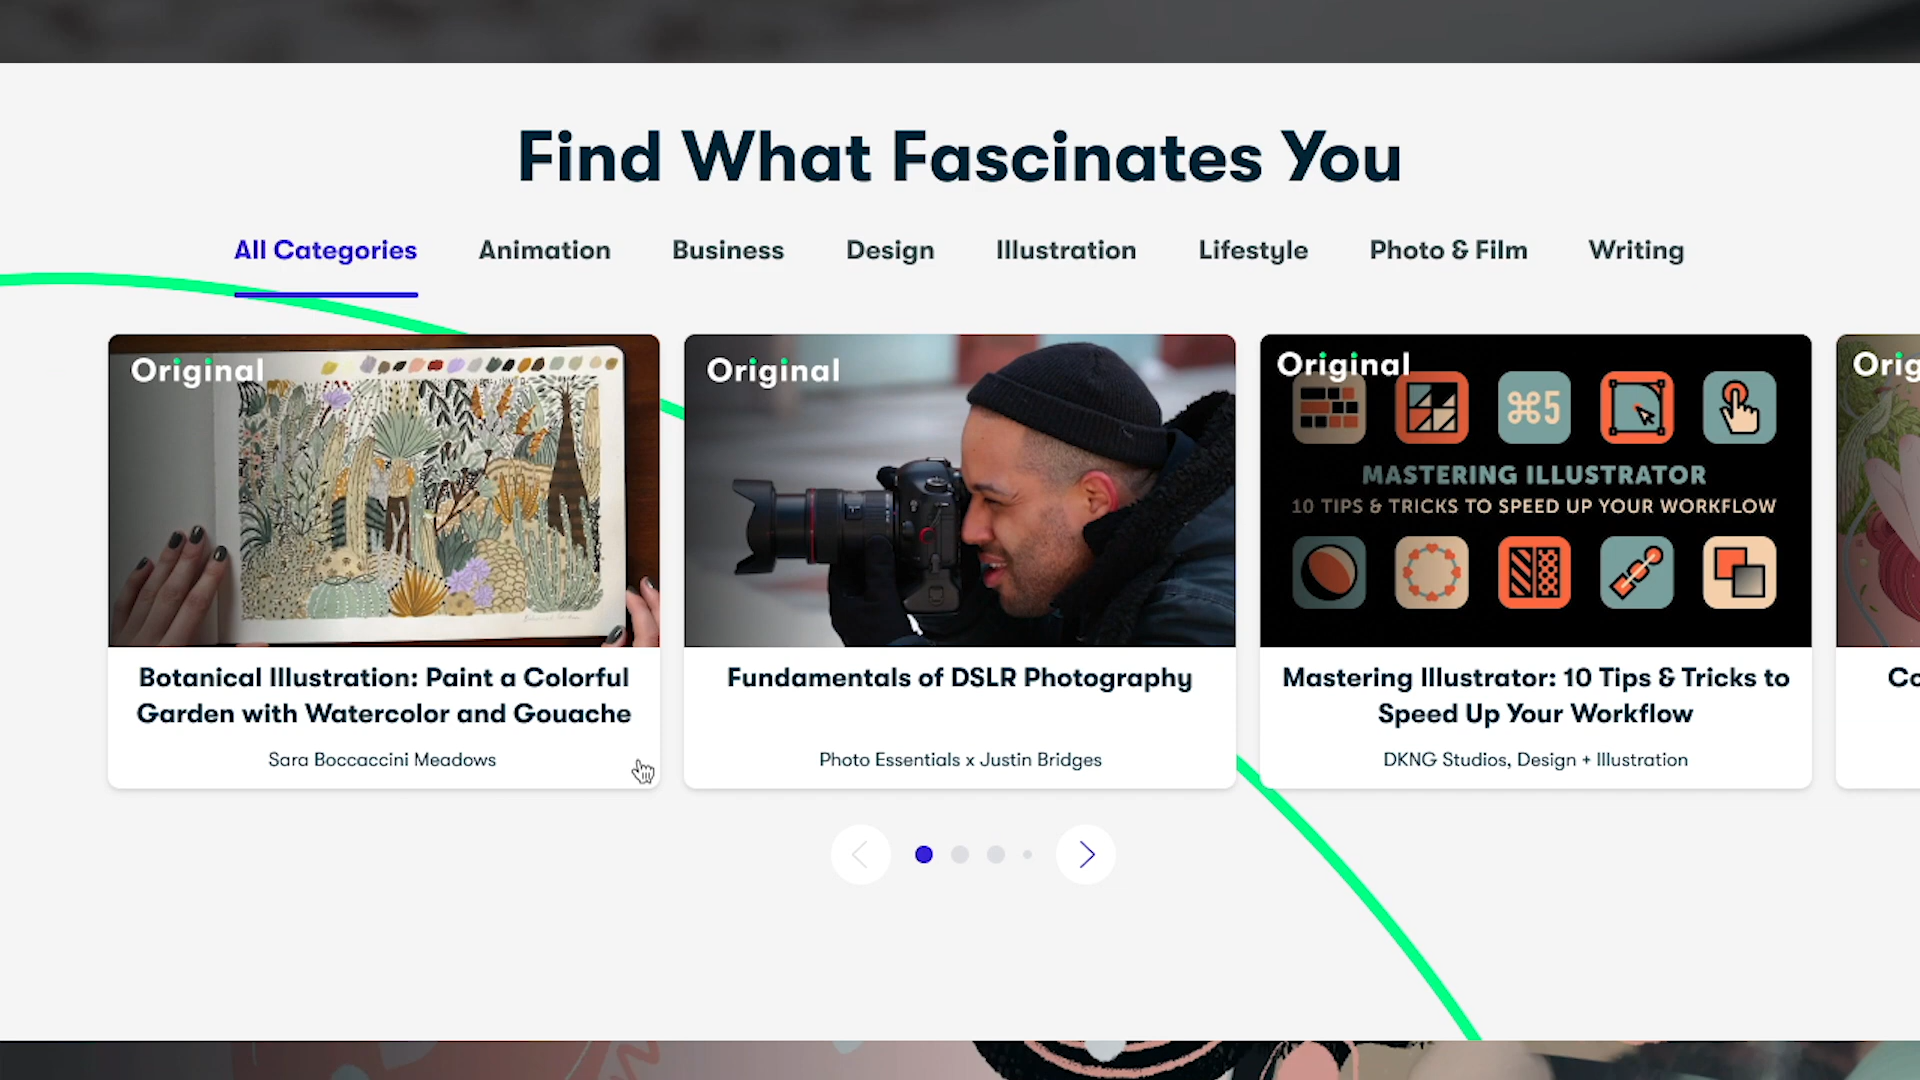 Find What Fascinates You
All Categories Animation Business Design Illustration Lifestyle Photo & Film Writing
Original
Original
Original
Orig
⌘5
MASTERING ILLUSTRATOR
10 TIPS & TRICKS TO SPEED UP YOUR WORKFLOW
Botanical Illustration: Paint a Colorful
Garden with Watercolor and Gouache
Sara Boccaccini Meadows
Fundamentals of DSLR Photography
Photo Essentials x Justin Bridges
Mastering Illustrator: 10 Tips & Tricks to
Speed Up Your Workflow
DKNG Studios, Design + Illustration
Co